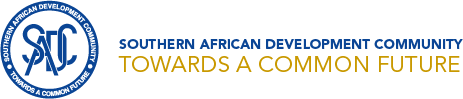 SOUTHERN AFRICAN DEVELOPMENT COMMUNITY
SADC
TOWARDS A COMMON FUTURE
SOUTHERN AFRICAN DEVELOPMENT COMMUNITY
TOWARDS A COMMON FUTURE